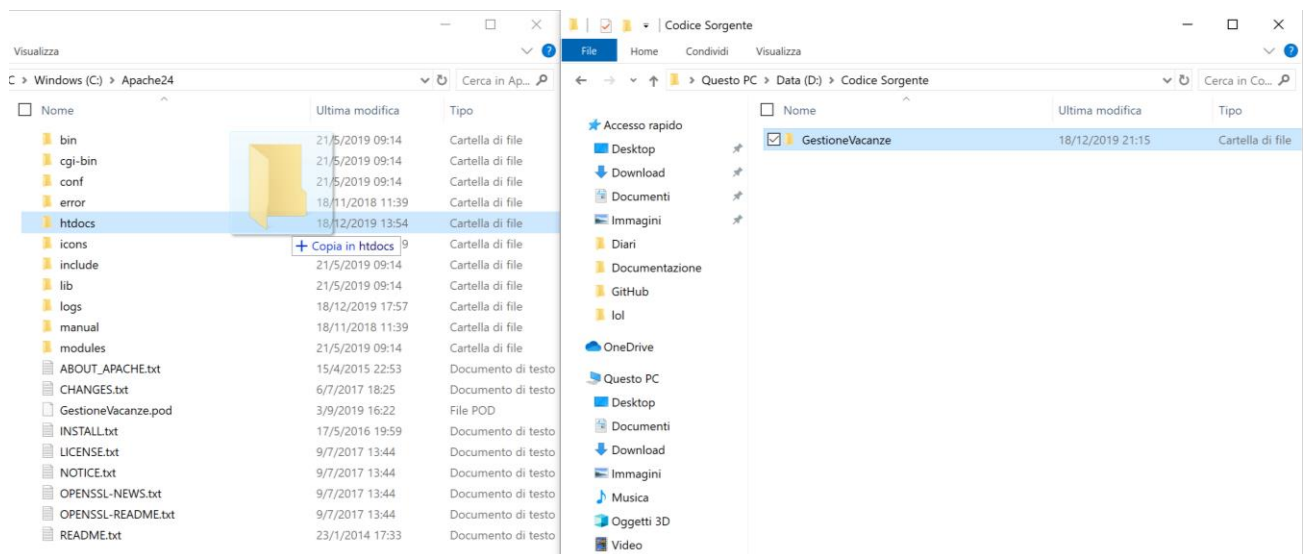 Visualizza
C > Windows (C:) > Apache24
Cerca in Ap...
Nome Ultima modifica Tipo
bin 21/5/2019 09:14 Cartella di file
cgi-bin 21/5/2019 09:14 Cartella di file
conf 21/5/2019 09:14 Cartella di file
error 18/11/2018 11:39 Cartella di file
htdocs 18/12/2019 13:54 Cartella di file
icons 9 Cartella di file
+ Copia in htdocs
include 21/5/2019 09:14 Cartella di file
lib 21/5/2019 09:14 Cartella di file
logs 18/12/2019 17:57 Cartella di file
manual 18/11/2018 11:39 Cartella di file
modules 21/5/2019 09:14 Cartella di file
ABOUT_APACHE.txt 15/4/2015 22:53 Documento di testo
CHANGES.txt 6/7/2017 18:25 Documento di testo
GestioneVacanze.pod 3/9/2019 16:22 File POD
INSTALL.txt 17/5/2016 19:59 Documento di testo
LICENSE.txt 9/7/2017 13:44 Documento di testo
NOTICE.txt 9/7/2017 13:44 Documento di testo
OPENSSL-NEWS.txt 9/7/2017 13:44 Documento di testo
OPENSSL-README.txt 9/7/2017 13:44 Documento di testo
README.txt 23/1/2014 17:33 Documento di testo
Codice Sorgente
File Home Condividi Visualizza
> Questo PC > Data (D:) > Codice Sorgente
Cerca in Co...
Nome Ultima modifica Tipo
GestioneVacanze 18/12/2019 21:15 Cartella di file
Accesso rapido
Desktop
Download
Documenti
Immagini
Diari
Documentazione
GitHub
lol
OneDrive
Questo PC
Desktop
Documenti
Download
Immagini
Musica
Oggetti 3D
Video